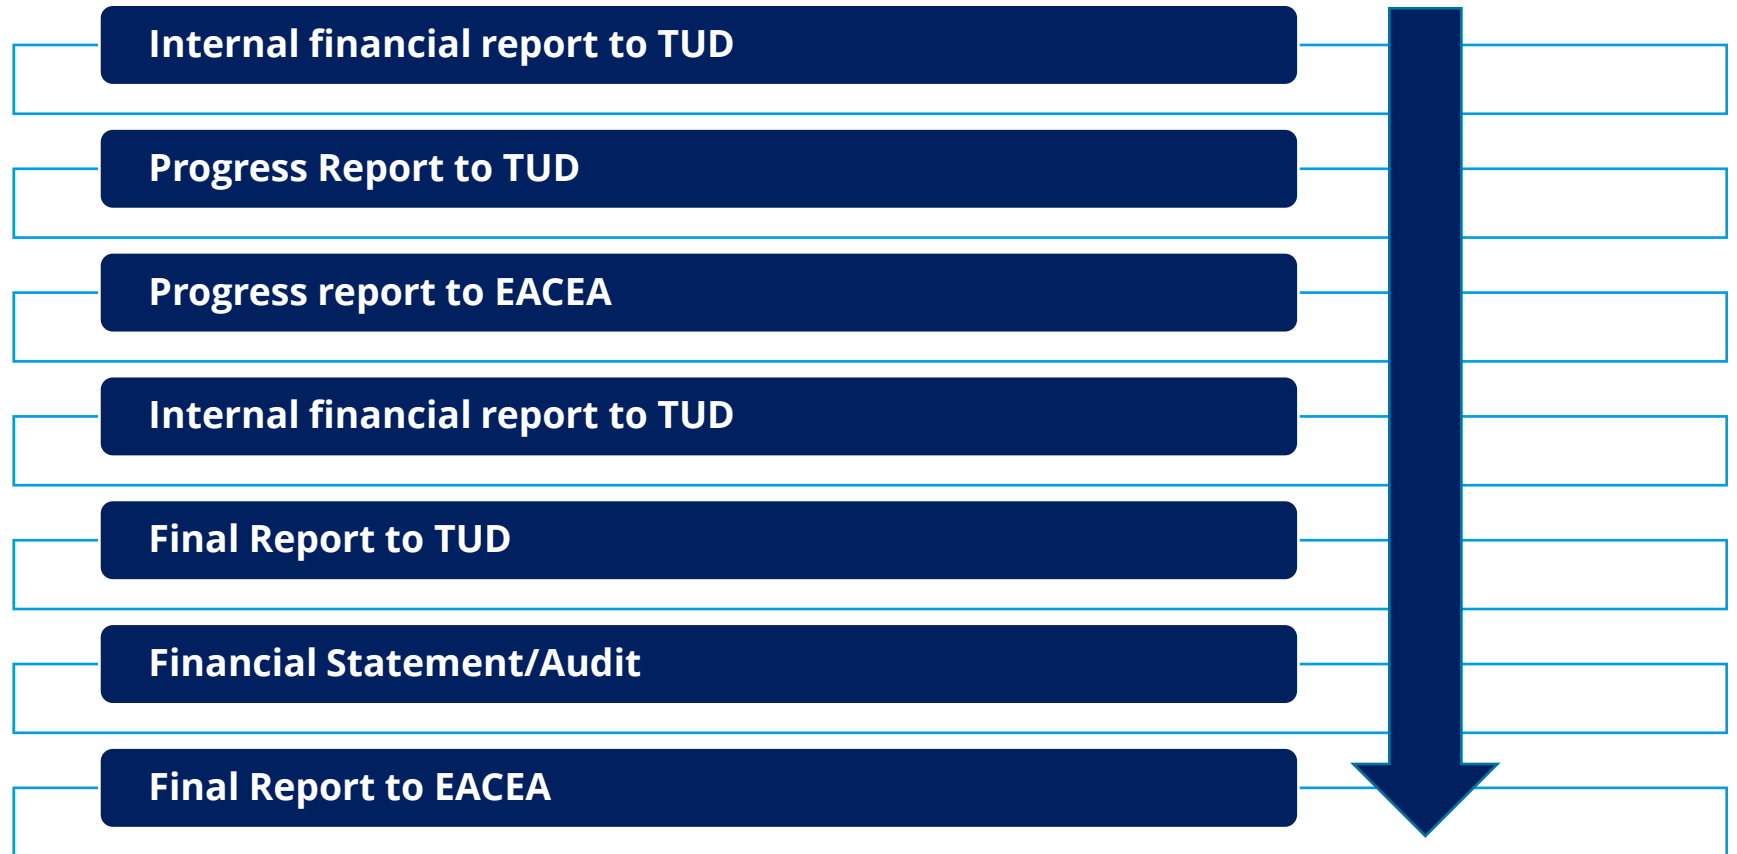 Internal financial report to TUD
Progress Report to TUD
Progress report to EACEA
Internal financial report to TUD
Final Report to TUD
Financial Statement/Audit
Final Report to EACEA